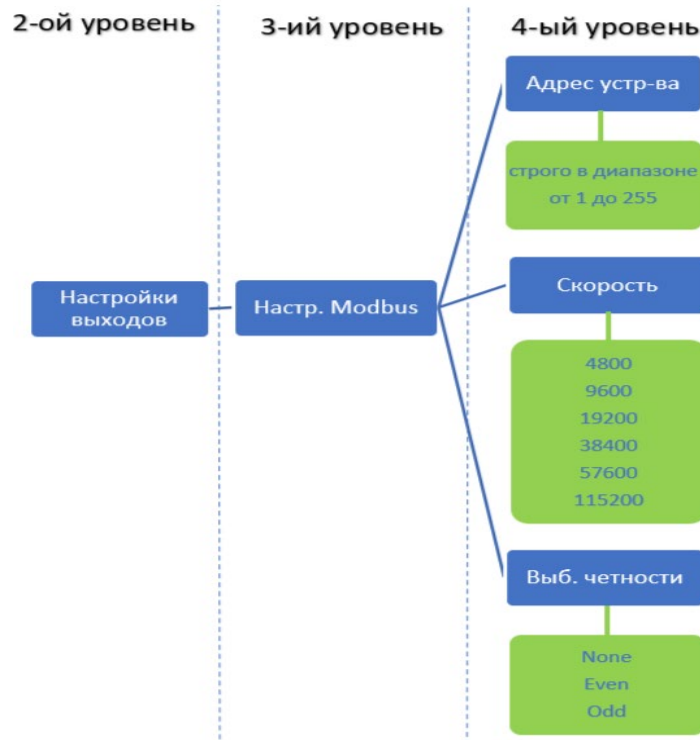 2-ой уровень
3-ий уровень
4-ый уровень
Адрес устр-ва
строго в диапазоне
от 1 до 255
Настройки
выходов
Настр. Modbus
Скорость
4800
9600
19200
38400
57600
115200
Выб. четности
None
Even
Odd